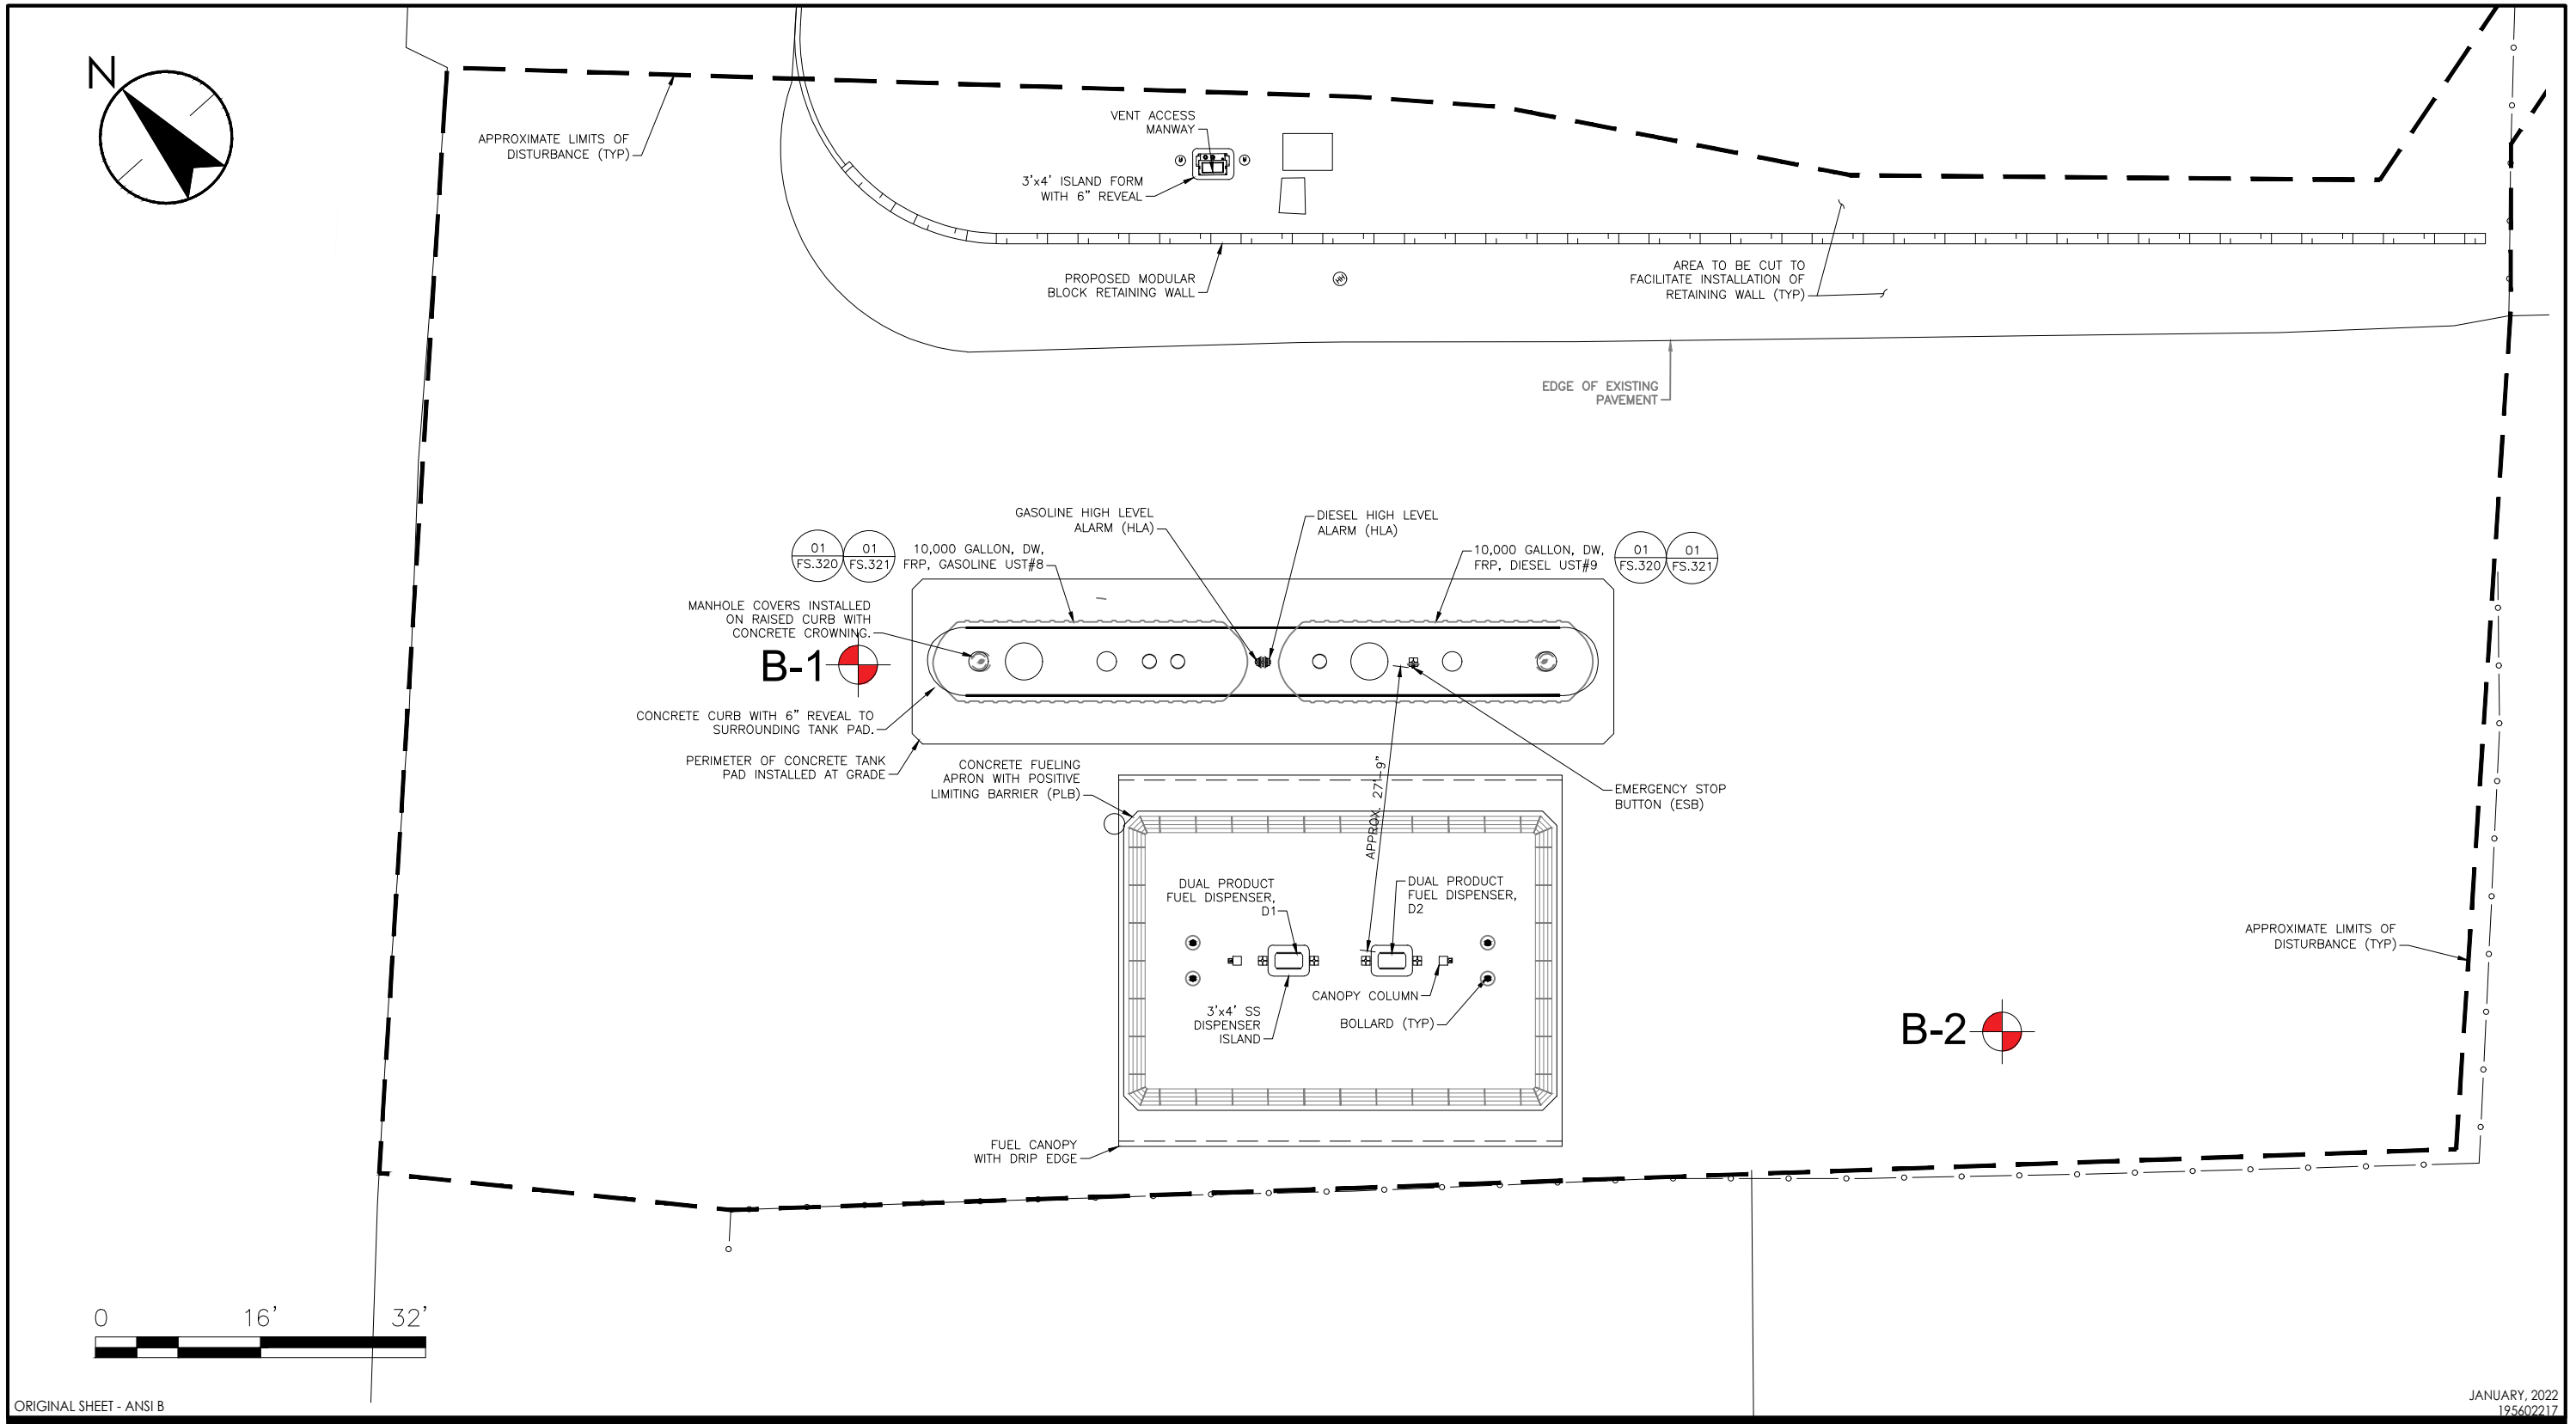 N
APPROXIMATE LIMITS OF
DISTURBANCE (TYP)
VENT ACCESS
MANWAY
3'x4' ISLAND FORM
WITH 6" REVEAL
PROPOSED MODULAR
BLOCK RETAINING WALL
HH
AREA TO BE CUT TO
FACILITATE INSTALLATION OF
RETAINING WALL (TYP)
EDGE OF EXISTING
PAVEMENT
GASOLINE HIGH LEVEL
ALARM (HLA)
DIESEL HIGH LEVEL
ALARM (HLA)
01
FS.320
01
FS.321
10,000 GALLON, DW,
FRP, GASOLINE UST#8
10,000 GALLON, DW,
FRP, DIESEL UST#9
01
FS.320
01
FS.321
MANHOLE COVERS INSTALLED
ON RAISED CURB WITH
CONCRETE CROWNING.
B-1
CONCRETE CURB WITH 6" REVEAL TO
SURROUNDING TANK PAD.
PERIMETER OF CONCRETE TANK
PAD INSTALLED AT GRADE
CONCRETE FUELING
APRON WITH POSITIVE
LIMITING BARRIER (PLB)
APPROX. 27'-9"
EMERGENCY STOP
BUTTON (ESB)
DUAL PRODUCT
FUEL DISPENSER,
D1
DUAL PRODUCT
FUEL DISPENSER,
D2
CANOPY COLUMN
3'x4' SS
DISPENSER
ISLAND
BOLLARD (TYP)
APPROXIMATE LIMITS OF
DISTURBANCE (TYP)
B-2
FUEL CANOPY
WITH DRIP EDGE
0 16' 32'
ORIGINAL SHEET - ANSI B
JANUARY, 2022
195602217